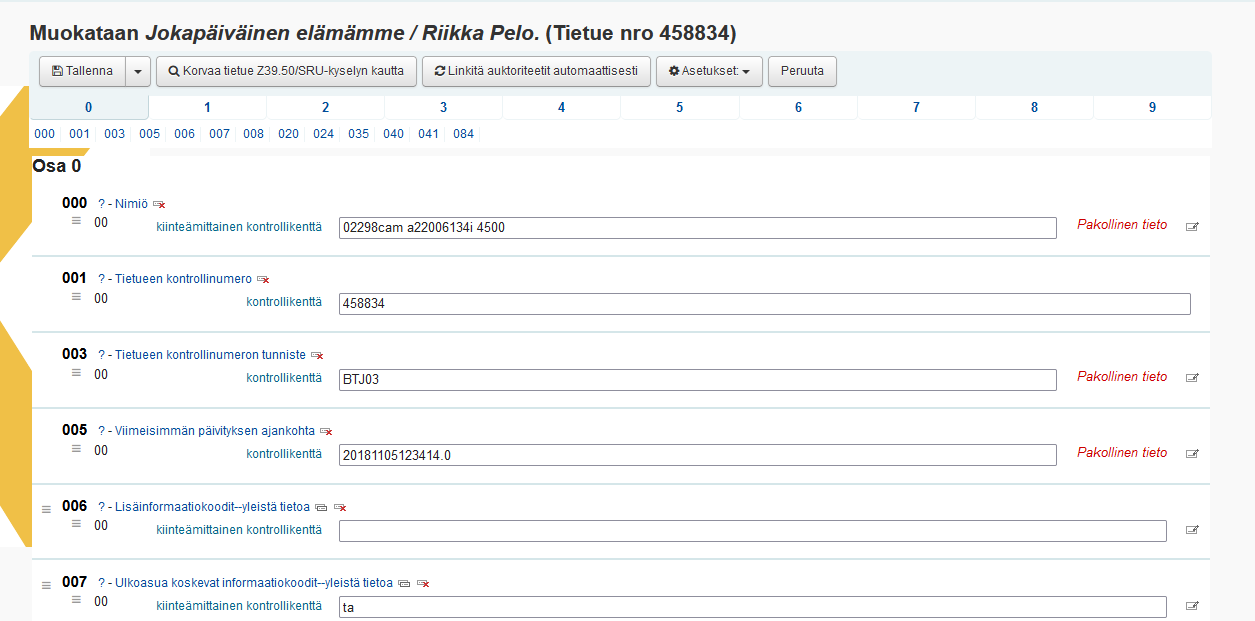 Muokataan Jokapäiväinen elämämme / Riikka Pelo. (Tietue nro 458834)
Tallenna Korvaa tietue Z39.50/SRU-kyselyn kautta Linkitä auktoriteetit automaattisesti Asetukset: Peruuta
0 1 2 3 4 5 6 7 8 9
000 001 003 005 006 007 008 020 024 035 040 041 084
Osa 0
000 ? - Nimiö
00 kiinteämittainen kontrollikenttä 02298cam a22006134i 4500 Pakollinen tieto
001 ? - Tietueen kontrollinumero
00 kontrollikenttä 458834
003 ? - Tietueen kontrollinumeron tunniste
00 kontrollikenttä BTJ03 Pakollinen tieto
005 ? - Viimeisimmän päivityksen ajankohta
00 kontrollikenttä 20181105123414.0 Pakollinen tieto
006 ? - Lisäinformaatiokoodit--yleistä tietoa
00 kiinteämittainen kontrollikenttä
007 ? - Ulkoasua koskevat informaatiokoodit--yleistä tietoa
00 kiinteämittainen kontrollikenttä ta